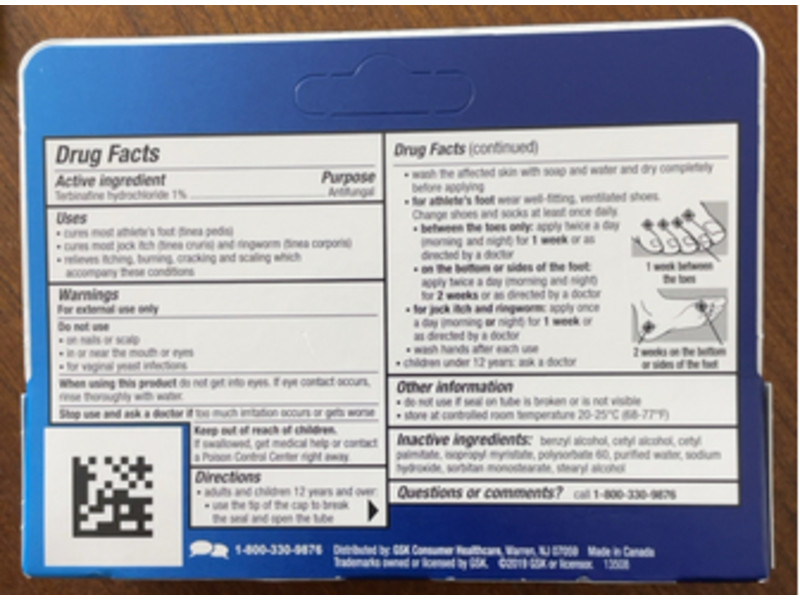 Drug Facts
Active ingredient Purpose
Terbinafine hydrochloride 1% Antifungal
Uses
• cures most athlete's foot (tinea pedis)
• cures most jock itch (tinea cruris) and ringworm (tinea corporis)
• relieves itching, burning, cracking and scaling which
accompany these conditions
Warnings
For external use only
Do not use
• on nails or scalp
• in or near the mouth or eyes
• for vaginal yeast infections
When using this product do not get into eyes. If eye contact occurs,
rinse thoroughly with water.
Stop use and ask a doctor if too much irritation occurs or gets worse
Keep out of reach of children.
If swallowed, get medical help or contact
a Poison Control Center right away.
Directions
• adults and children 12 years and over:
• use the tip of the cap to break
the seal and open the tube
Drug Facts (continued)
• wash the affected skin with soap and water and dry completely
before applying
• for athlete's foot wear well-fitting, ventilated shoes.
Change shoes and socks at least once daily.
• between the toes only: apply twice a day
(morning and night) for 1 week or as
directed by a doctor
• on the bottom or sides of the foot:
apply twice a day (morning and night)
for 2 weeks or as directed by a doctor
• for jock itch and ringworm: apply once
a day (morning or night) for 1 week or
as directed by a doctor
• wash hands after each use
• children under 12 years: ask a doctor
1 week between
the toes
2 weeks on the bottom
or sides of the foot
Other information
• do not use if seal on tube is broken or is not visible
• store at controlled room temperature 20-25°C (68-77°F)
Inactive ingredients: benzyl alcohol, cetyl alcohol, cetyl
palmitate, isopropyl myristate, polysorbate 60, purified water, sodium
hydroxide, sorbitan monostearate, stearyl alcohol
Questions or comments? call 1-800-330-9876
1-800-330-9876 Distributed by: GSK Consumer Healthcare, Warren, NJ 07059 Made in Canada
Trademarks owned or licensed by GSK. ©2019 GSK or licensor. 13508